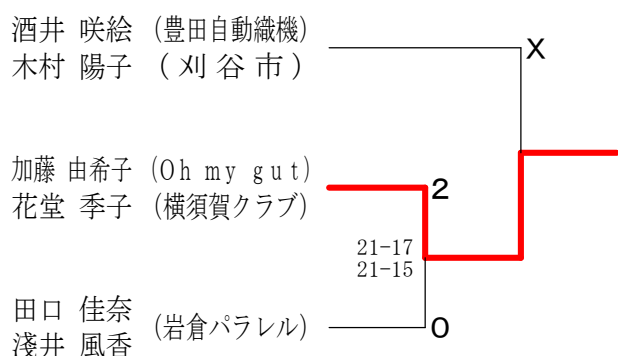 酒井 咲絵 (豊田自動織機)
木村 陽子 (刈谷市)
X
加藤 由希子 (Oh my gut)
花堂 季子 (横須賀クラブ)
2
21-17
21-15
田口 佳奈
淺井 風香
(岩倉パラレル)
0